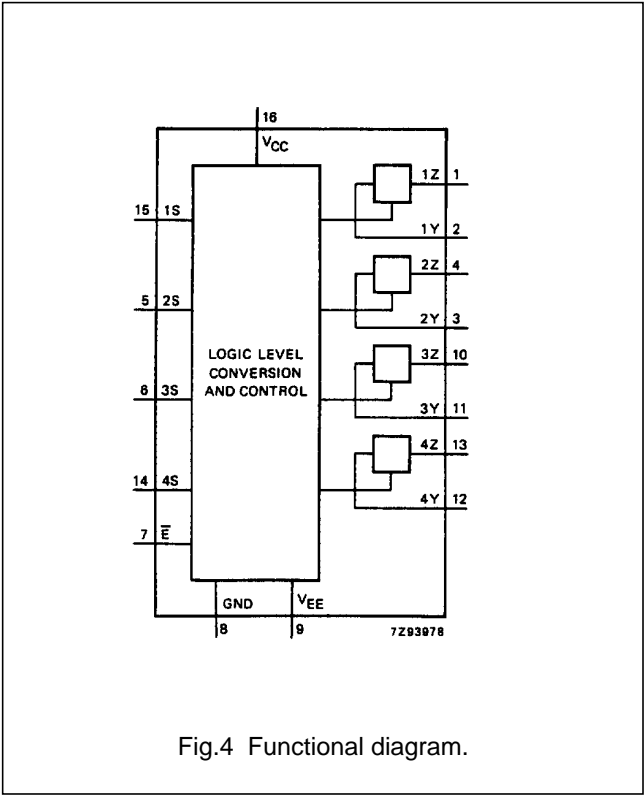 16
VCC
1Z 1
15 1S
1Y 2
2Z 4
5 2S
2Y 3
3Z 10
LOGIC LEVEL
CONVERSION
AND CONTROL
6 3S
3Y 11
4Z 13
14 4S
4Y 12
7 E̅
GND
VEE
8
9
7Z93978
Fig.4 Functional diagram.